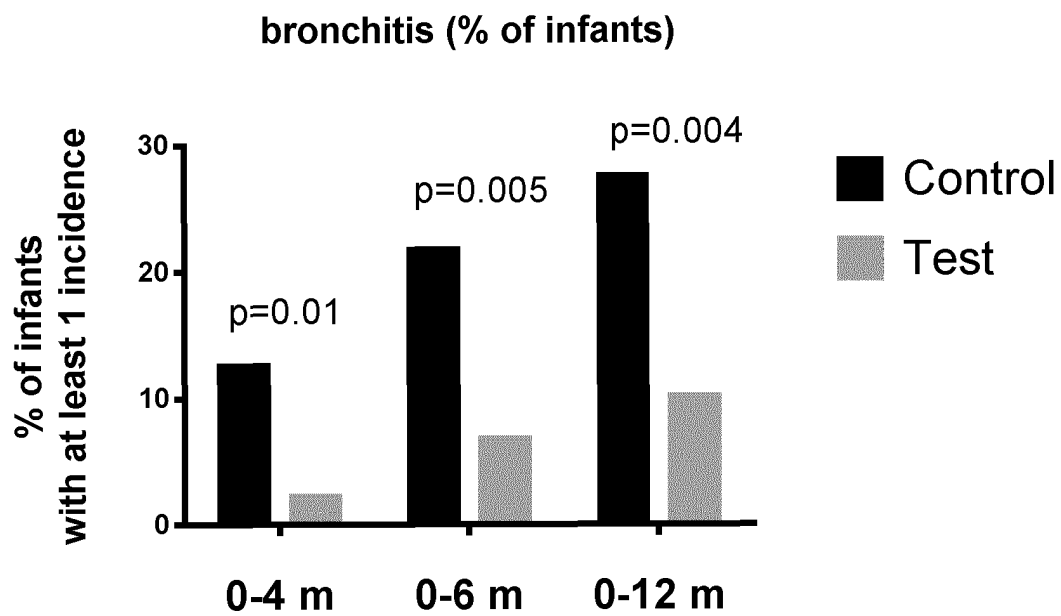 bronchitis (% of infants)
% of infants
with at least 1 incidence
30
20
10
0
p=0.01
p=0.005
p=0.004
0-4 m
0-6 m
0-12 m
Control
Test